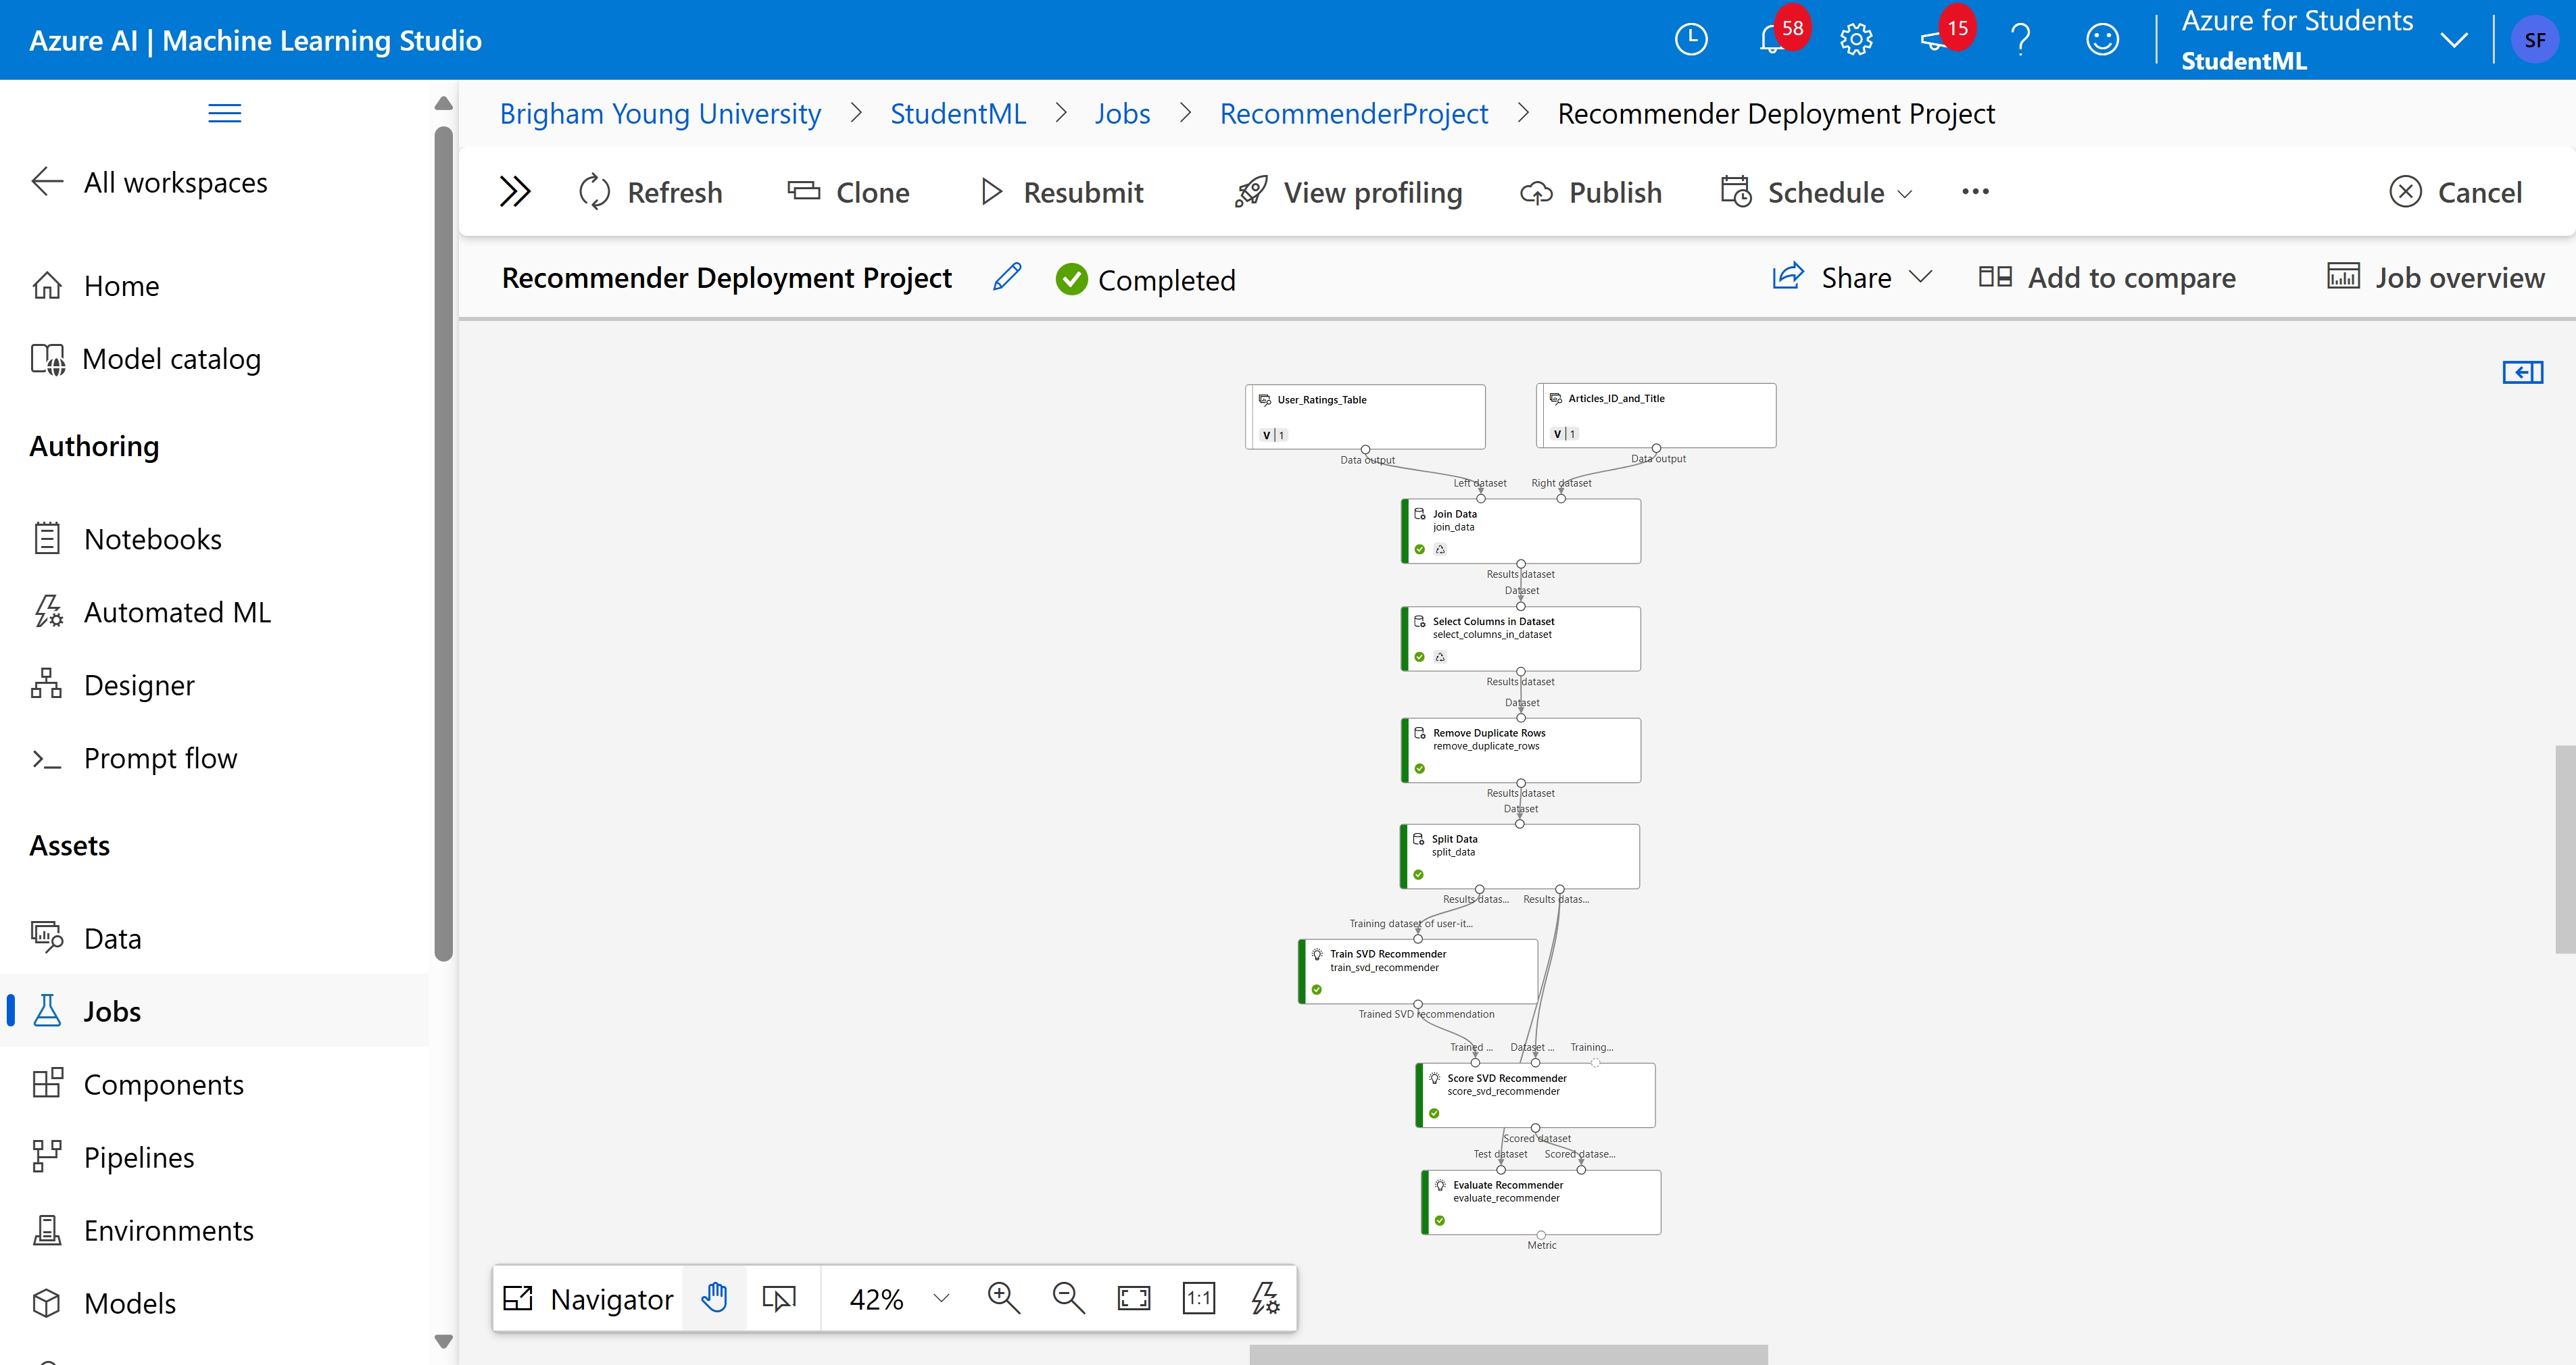 Azure AI | Machine Learning Studio
58
15
Azure for Students
StudentML
SF
All workspaces
Home
Model catalog
Authoring
Notebooks
Automated ML
Designer
Prompt flow
Assets
Data
Jobs
Components
Pipelines
Environments
Models
Brigham Young University > StudentML > Jobs > RecommenderProject > Recommender Deployment Project
Refresh Clone Resubmit View profiling Publish Schedule ... Cancel
Recommender Deployment Project Completed Share Add to compare Job overview
User_Ratings_Table
V | 1
Data output
Articles_ID_and_Title
V | 1
Data output
Left dataset Right dataset
Join Data
join_data
Results dataset
Dataset
Select Columns in Dataset
select_columns_in_dataset
Results dataset
Dataset
Remove Duplicate Rows
remove_duplicate_rows
Results dataset
Dataset
Split Data
split_data
Results datas... Results datas...
Training dataset of user-it...
Train SVD Recommender
train_svd_recommender
Trained SVD recommendation
Trained ... Dataset ... Training...
Score SVD Recommender
score_svd_recommender
Scored dataset
Test dataset Scored datase...
Evaluate Recommender
evaluate_recommender
Metric
Navigator 42% 1:1